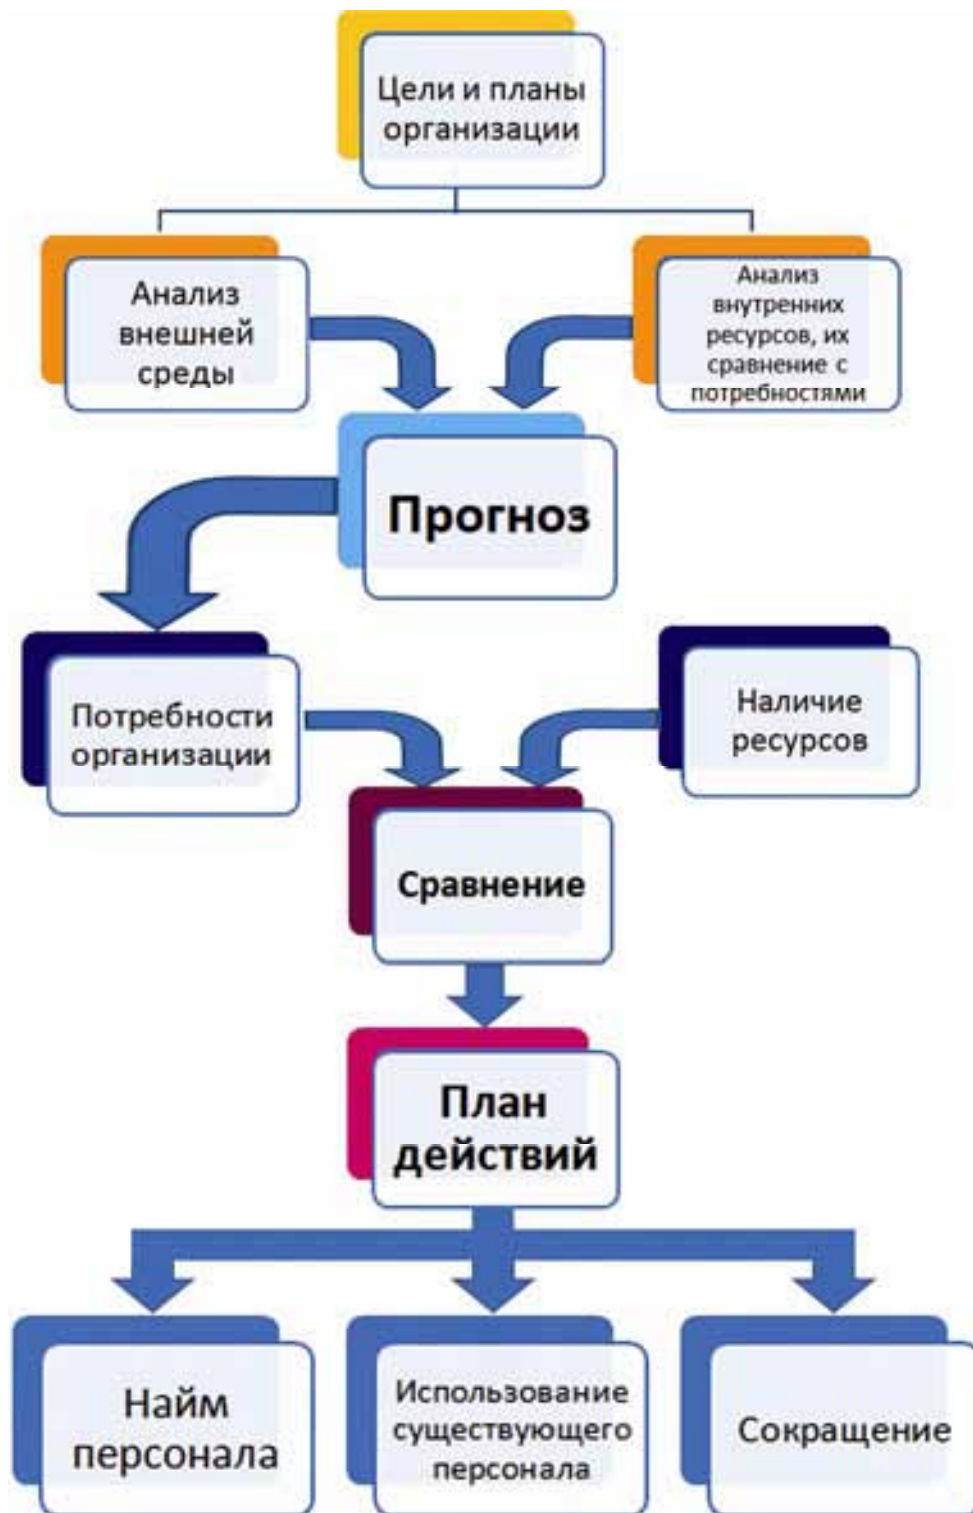 Цели и планы
организации
Анализ
внешней
среды
Анализ
внутренних
ресурсов, их
сравнение с
потребностями
Прогноз
Потребности
организации
Наличие
ресурсов
Сравнение
План
действий
Найм
персонала
Использование
существующего
персонала
Сокращение